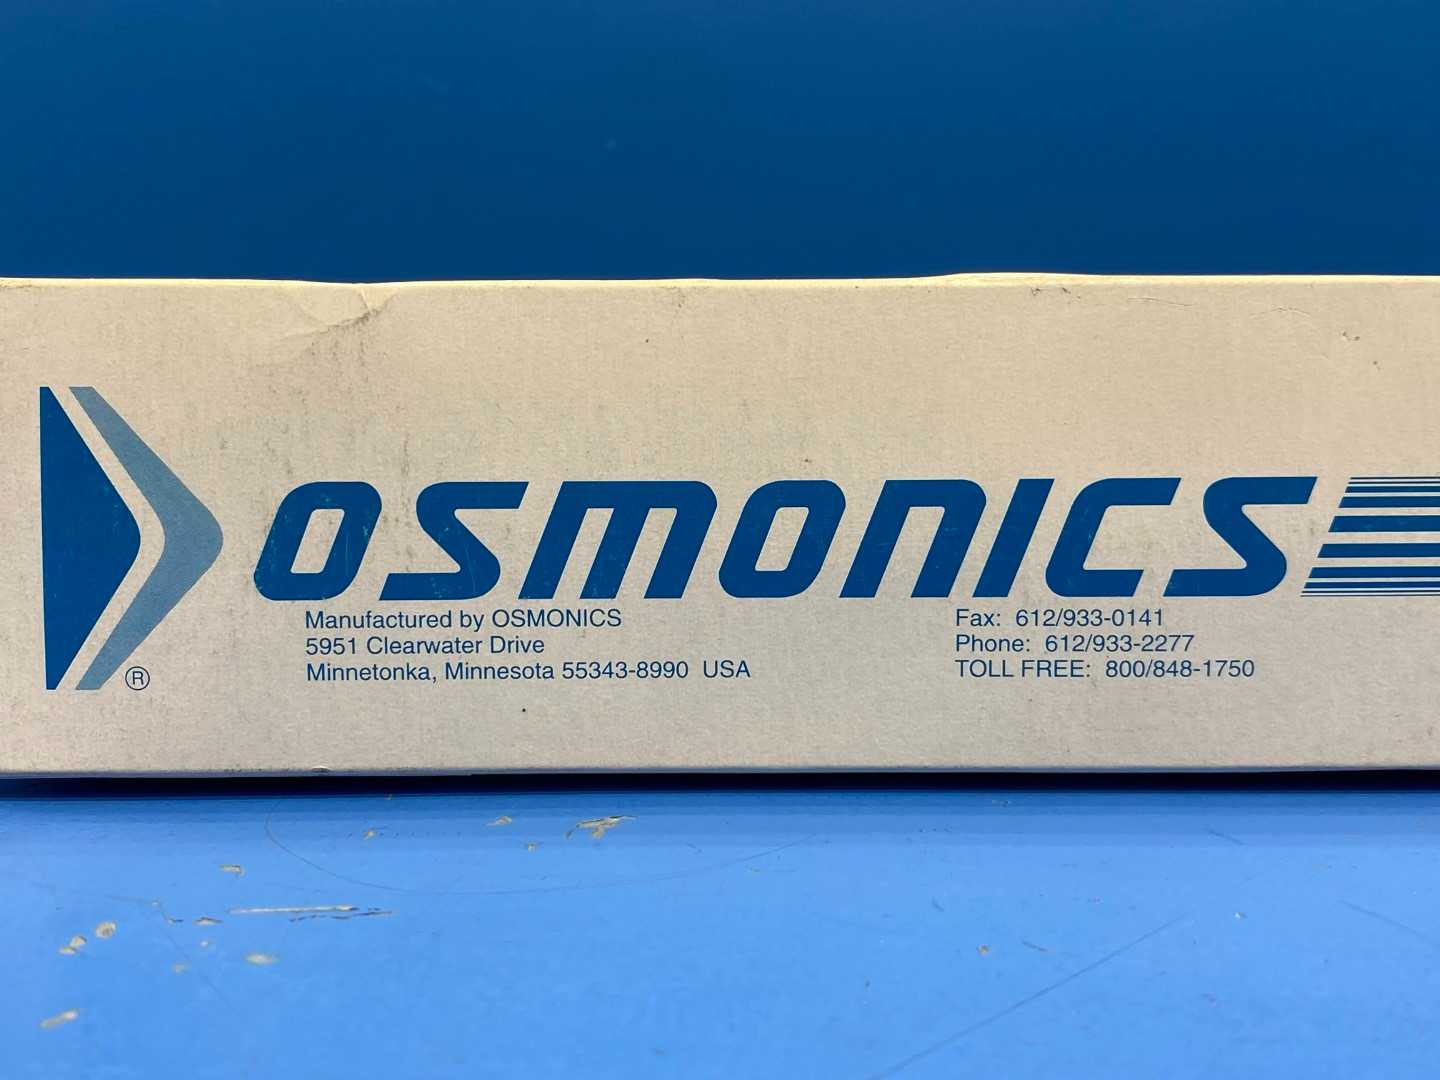 OSMONICS
Manufactured by OSMONICS
5951 Clearwater Drive
Minnetonka, Minnesota 55343-8990 USA
Fax: 612/933-0141
Phone: 612/933-2277
TOLL FREE: 800/848-1750
®